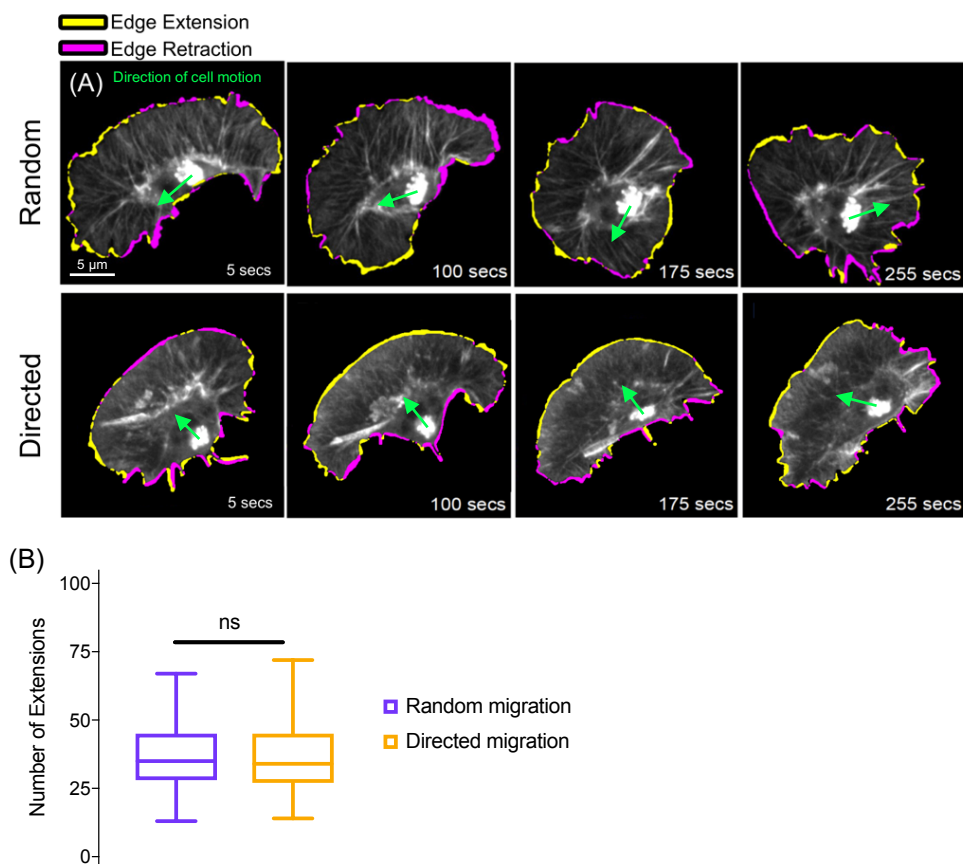 Edge Extension
Edge Retraction
(A)
Direction of cell motion
Random
5 µm
5 secs
100 secs
175 secs
255 secs
Directed
5 secs
100 secs
175 secs
255 secs
(B)
Number of Extensions
100
75
50
25
0
ns
Random migration
Directed migration